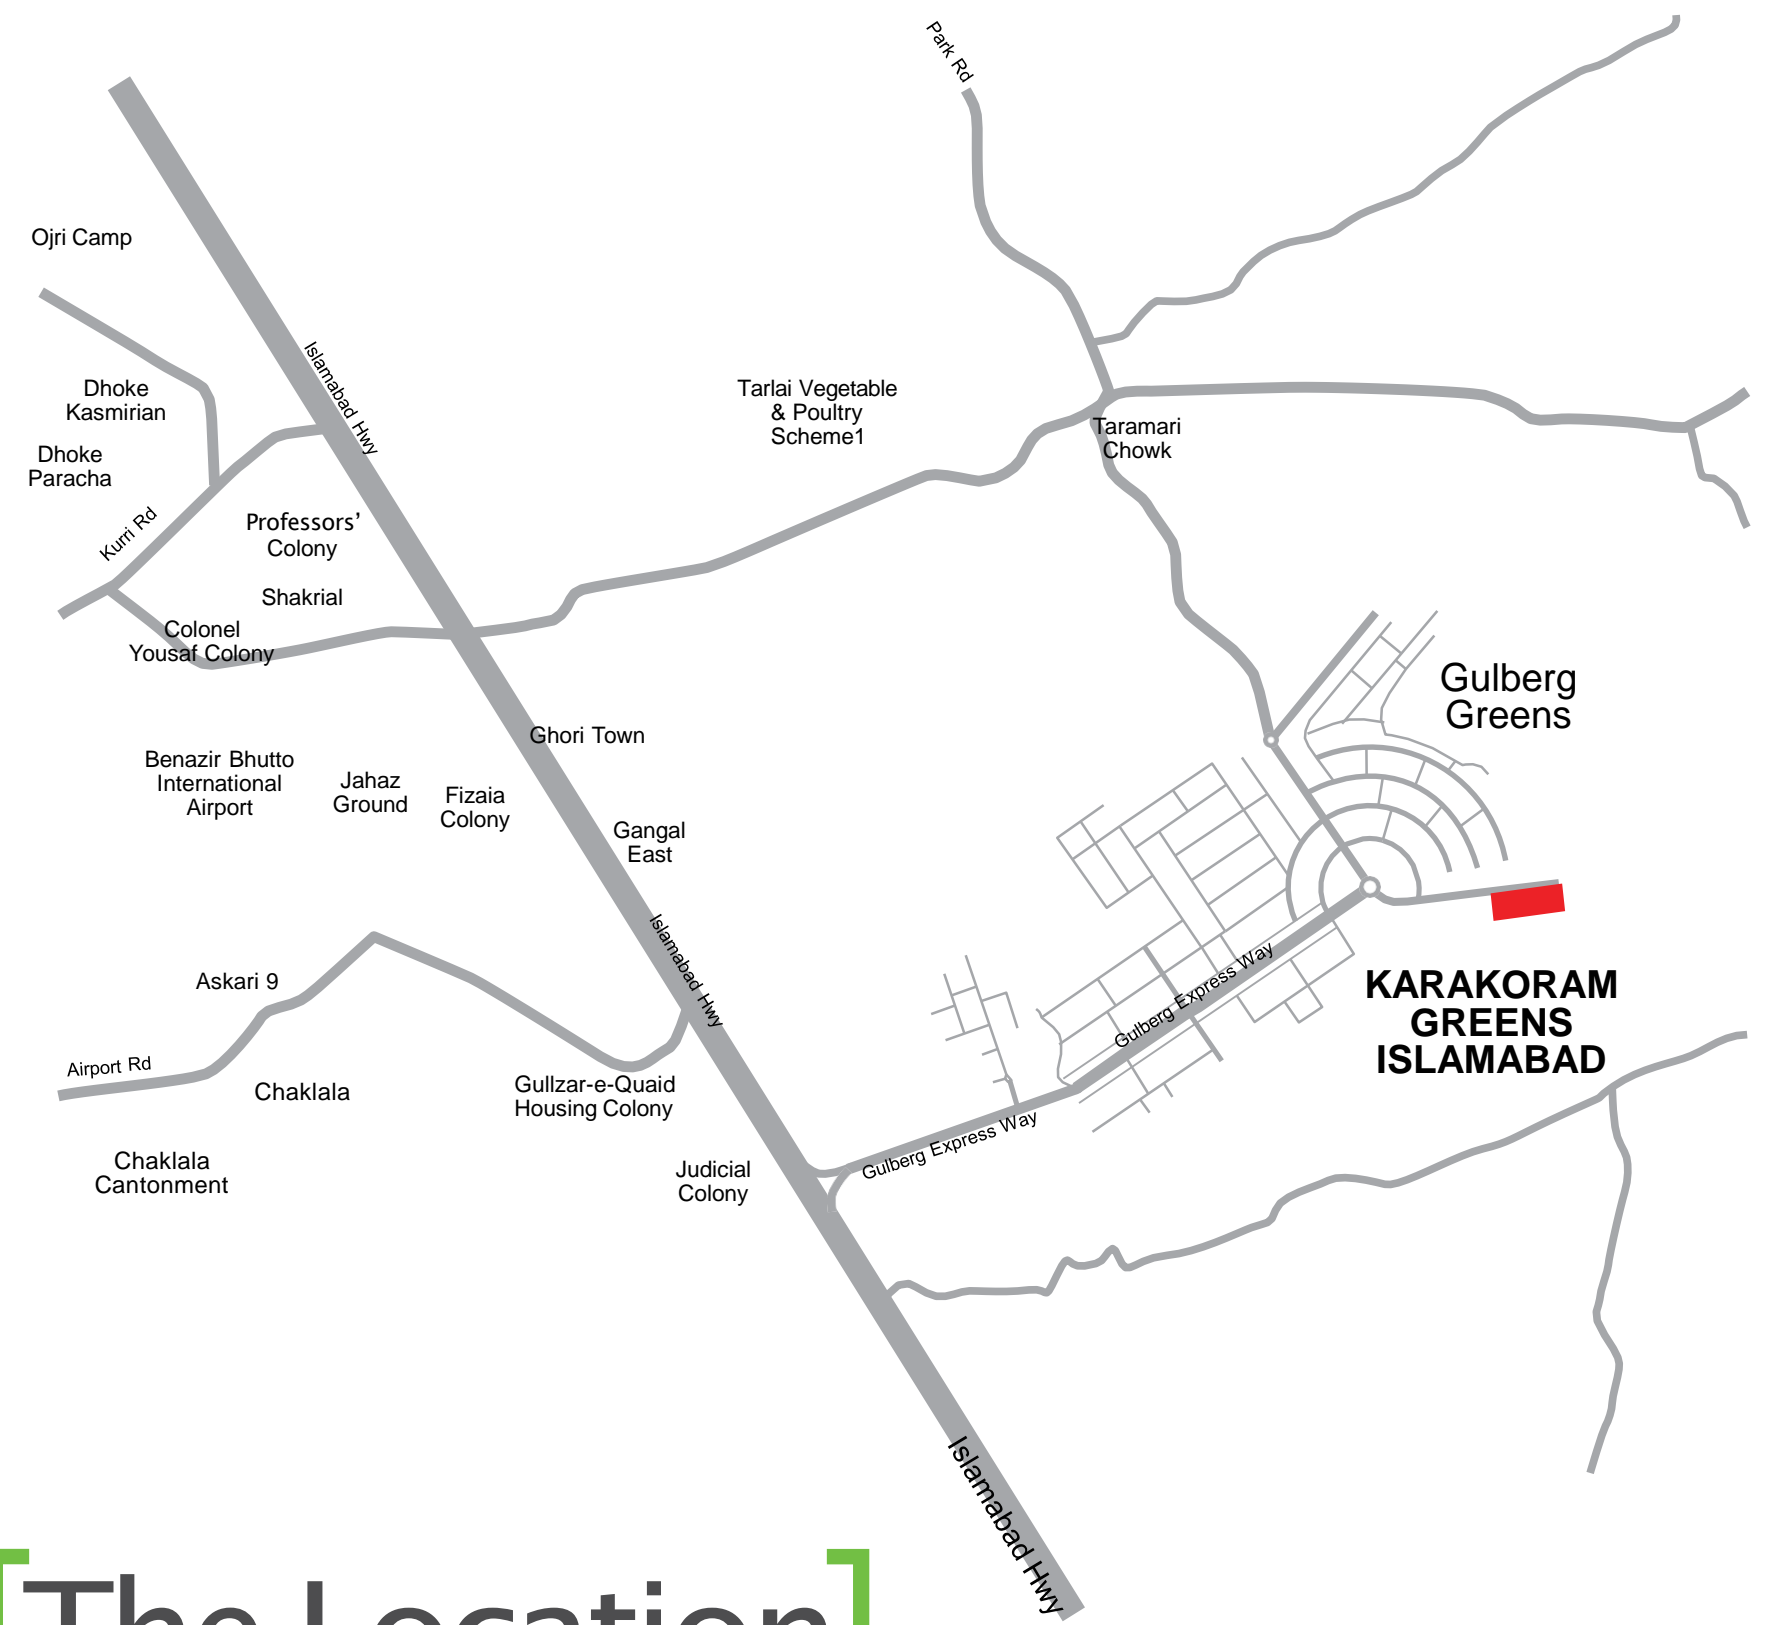 Park Rd
Ojri Camp
Islamabad Hwy
Dhoke
Kasmirian
Tarlai Vegetable
& Poultry
Scheme1
Taramari
Chowk
Dhoke
Paracha
Kurri Rd
Professors’
Colony
Shakrial
Colonel
Yousaf Colony
Gulberg
Greens
Ghori Town
Benazir Bhutto
International
Airport
Jahaz
Ground
Fizaia
Colony
Gangal
East
Islamabad Hwy
Askari 9
Gulberg Express Way
KARAKORAM
GREENS
ISLAMABAD
Airport Rd
Chaklala
Gullzar-e-Quaid
Housing Colony
Gulberg Express Way
Chaklala
Cantonment
Judicial
Colony
Islamabad Hwy
The Location